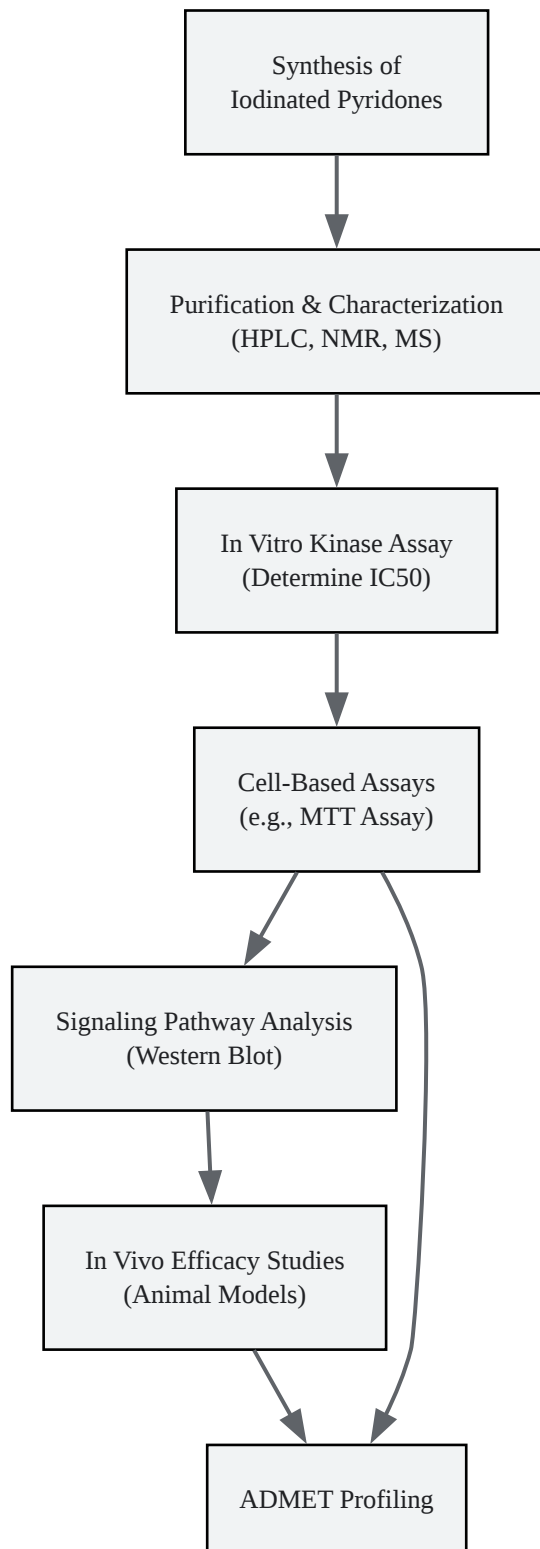 Synthesis of
Iodinated Pyridones
Purification & Characterization
(HPLC, NMR, MS)
In Vitro Kinase Assay
(Determine IC50)
Cell-Based Assays
(e.g., MTT Assay)
Signaling Pathway Analysis
(Western Blot)
In Vivo Efficacy Studies
(Animal Models)
ADMET Profiling